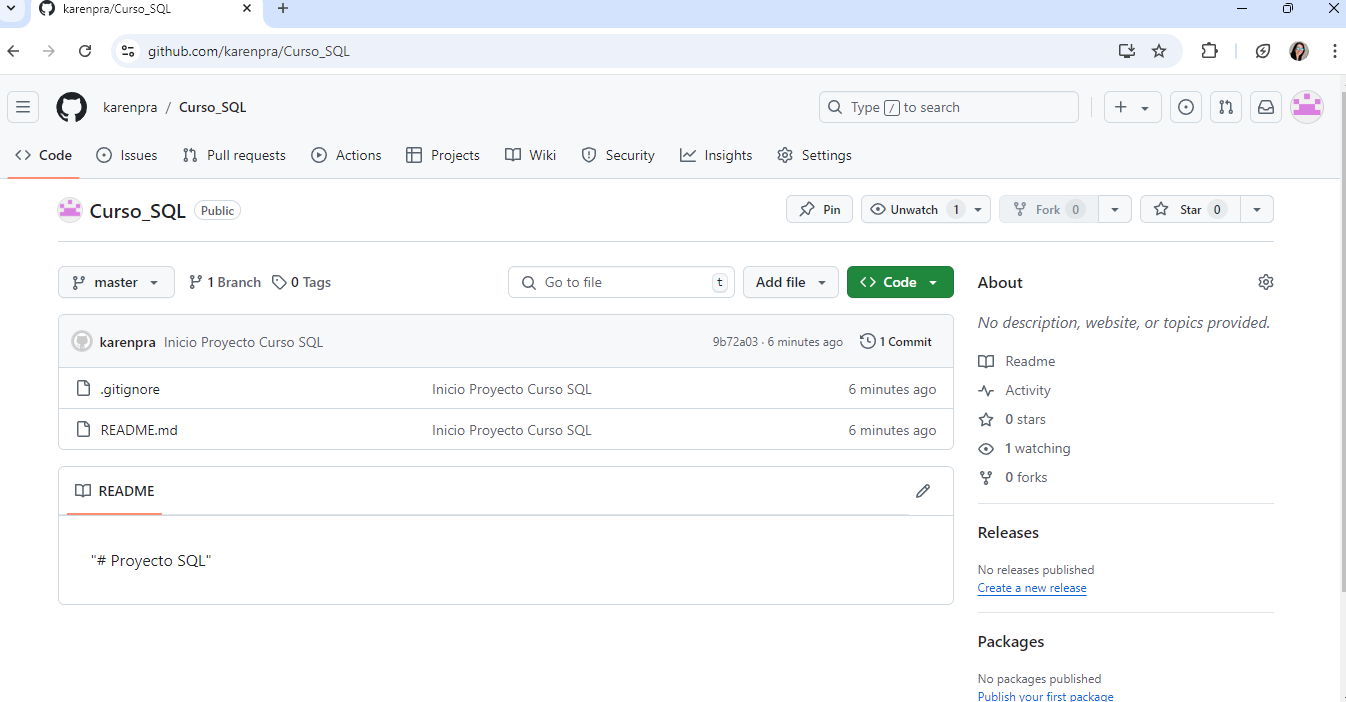 karenpra/Curso_SQL
github.com/karenpra/Curso_SQL
karenpra / Curso_SQL
Type / to search
Code Issues Pull requests Actions Projects Wiki Security Insights Settings
Curso_SQL Public
Pin Unwatch 1 Fork 0 Star 0
master 1 Branch 0 Tags Go to file t Add file Code
karenpra Inicio Proyecto Curso SQL 9b72a03 · 6 minutes ago 1 Commit
.gitignore Inicio Proyecto Curso SQL 6 minutes ago
README.md Inicio Proyecto Curso SQL 6 minutes ago
README
"# Proyecto SQL"
About
No description, website, or topics provided.
Readme
Activity
0 stars
1 watching
0 forks
Releases
No releases published
Create a new release
Packages
No packages published
Publish your first package